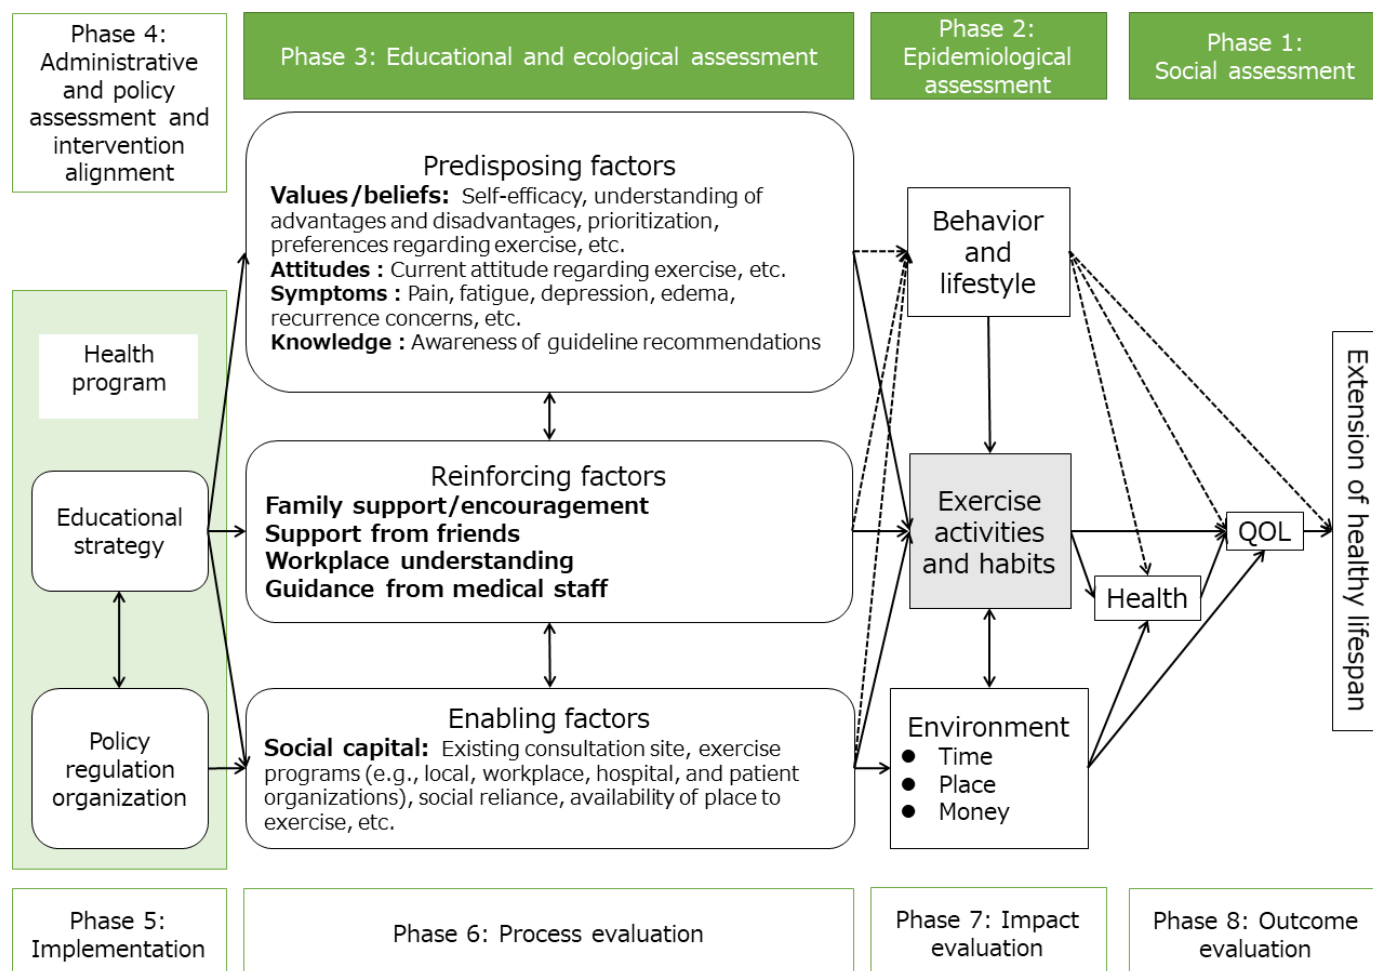 Phase 4:
Administrative
and policy
assessment and
intervention
alignment
Phase 3: Educational and ecological assessment
Phase 2:
Epidemiological
assessment
Phase 1:
Social assessment
Health
program
Educational
strategy
Policy
regulation
organization
Predisposing factors
Values/beliefs: Self-efficacy, understanding of
advantages and disadvantages, prioritization,
preferences regarding exercise, etc.
Attitudes : Current attitude regarding exercise, etc.
Symptoms : Pain, fatigue, depression, edema,
recurrence concerns, etc.
Knowledge : Awareness of guideline recommendations
Reinforcing factors
Family support/encouragement
Support from friends
Workplace understanding
Guidance from medical staff
Enabling factors
Social capital: Existing consultation site, exercise
programs (e.g., local, workplace, hospital, and patient
organizations), social reliance, availability of place to
exercise, etc.
Behavior
and
lifestyle
Exercise
activities
and habits
Environment
● Time
● Place
● Money
Health
QOL
Extension of healthy lifespan
Phase 5:
Implementation
Phase 6: Process evaluation
Phase 7: Impact
evaluation
Phase 8: Outcome
evaluation